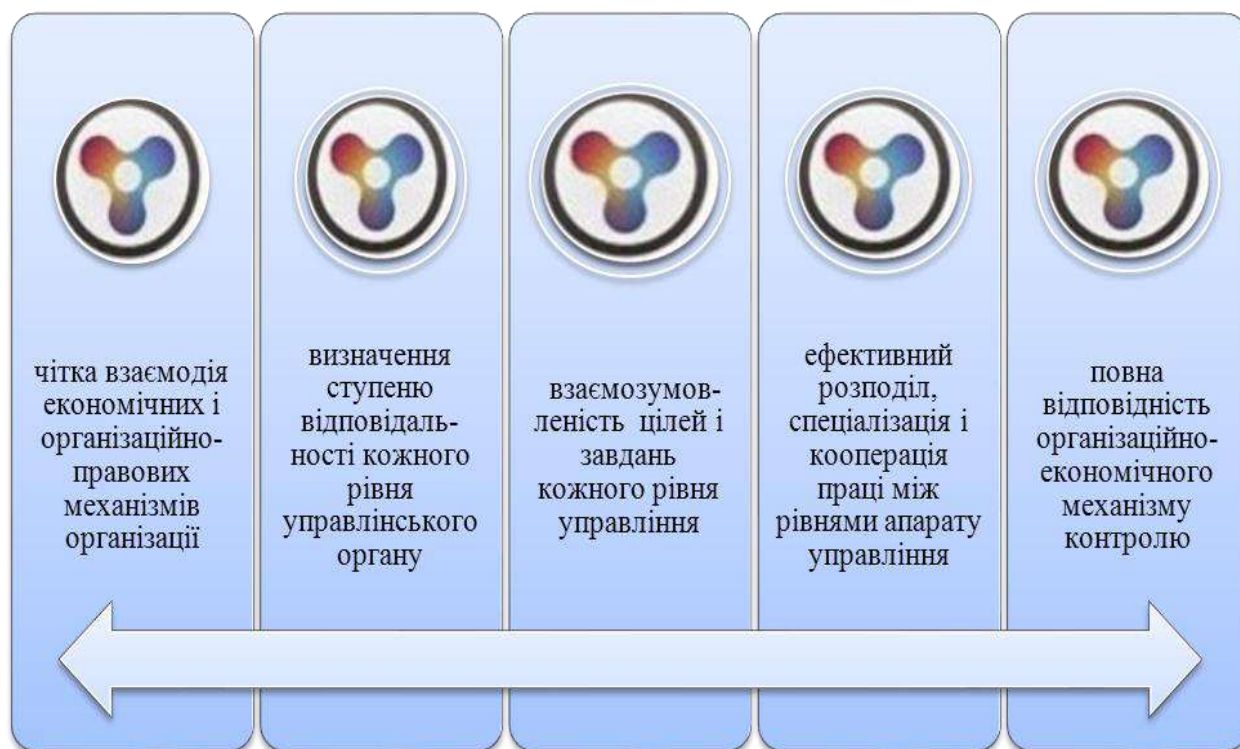 чітка взаємодія
економічних і
організаційно-
правових
механізмів
організації
визначення
ступеню
відповідаль-
ності кожного
рівня
управлінського
органу
взаємозумов-
леність цілей і
завдань
кожного рівня
управління
ефективний
розподіл,
спеціалізація і
кооперація
праці між
рівнями апарату
управління
повна
відповідність
організаційно-
економічного
механізму
контролю